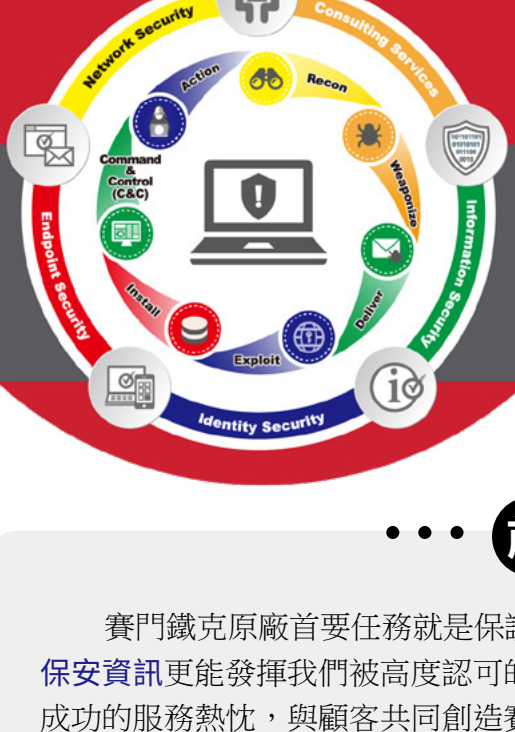 Network Security
Consulting Services
Action
Recon
Command
&
Control
(C&C)
Weaponize
Endpoint Security
Information Security
Install
Deliver
Exploit
Identity Security
賽門鐵克原廠首要任務就是保
保安資訊更能發揮我們被高度認可的
成功的服務熱忱，與顧客共同創造賽